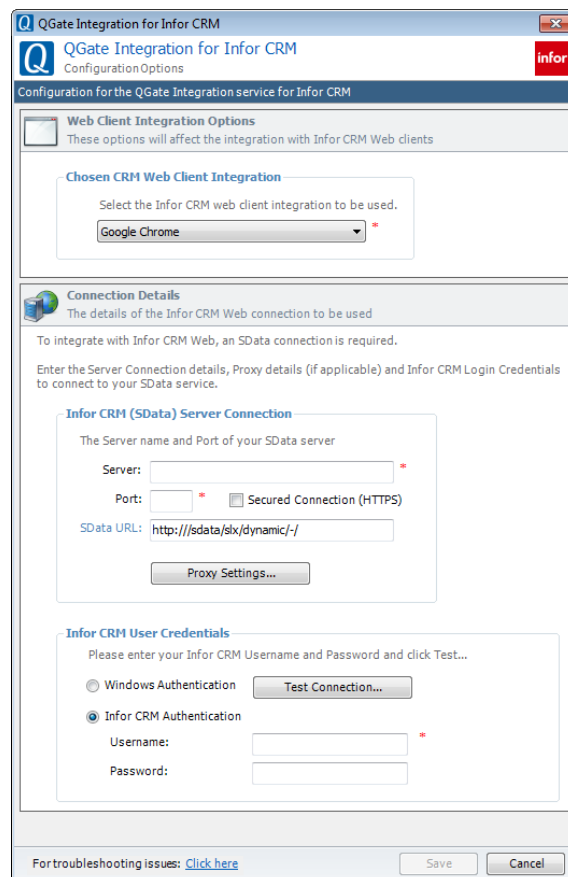 QGate Integration for Infor CRM
QGate Integration for Infor CRM
Configuration Options
infor
Configuration for the QGate Integration service for Infor CRM
Web Client Integration Options
These options will affect the integration with Infor CRM Web clients
Chosen CRM Web Client Integration
Select the Infor CRM web client integration to be used.
Google Chrome *
Connection Details
The details of the Infor CRM Web connection to be used
To integrate with Infor CRM Web, an SData connection is required.
Enter the Server Connection details, Proxy details (if applicable) and Infor CRM Login Credentials
to connect to your SData service.
Infor CRM (SData) Server Connection
The Server name and Port of your SData server
Server: *
Port: * Secured Connection (HTTPS)
SData URL: http:///sdata/slx/dynamic/-/
Proxy Settings...
Infor CRM User Credentials
Please enter your Infor CRM Username and Password and click Test...
Windows Authentication Test Connection...
Infor CRM Authentication
Username: *
Password:
For troubleshooting issues: Click here Save Cancel